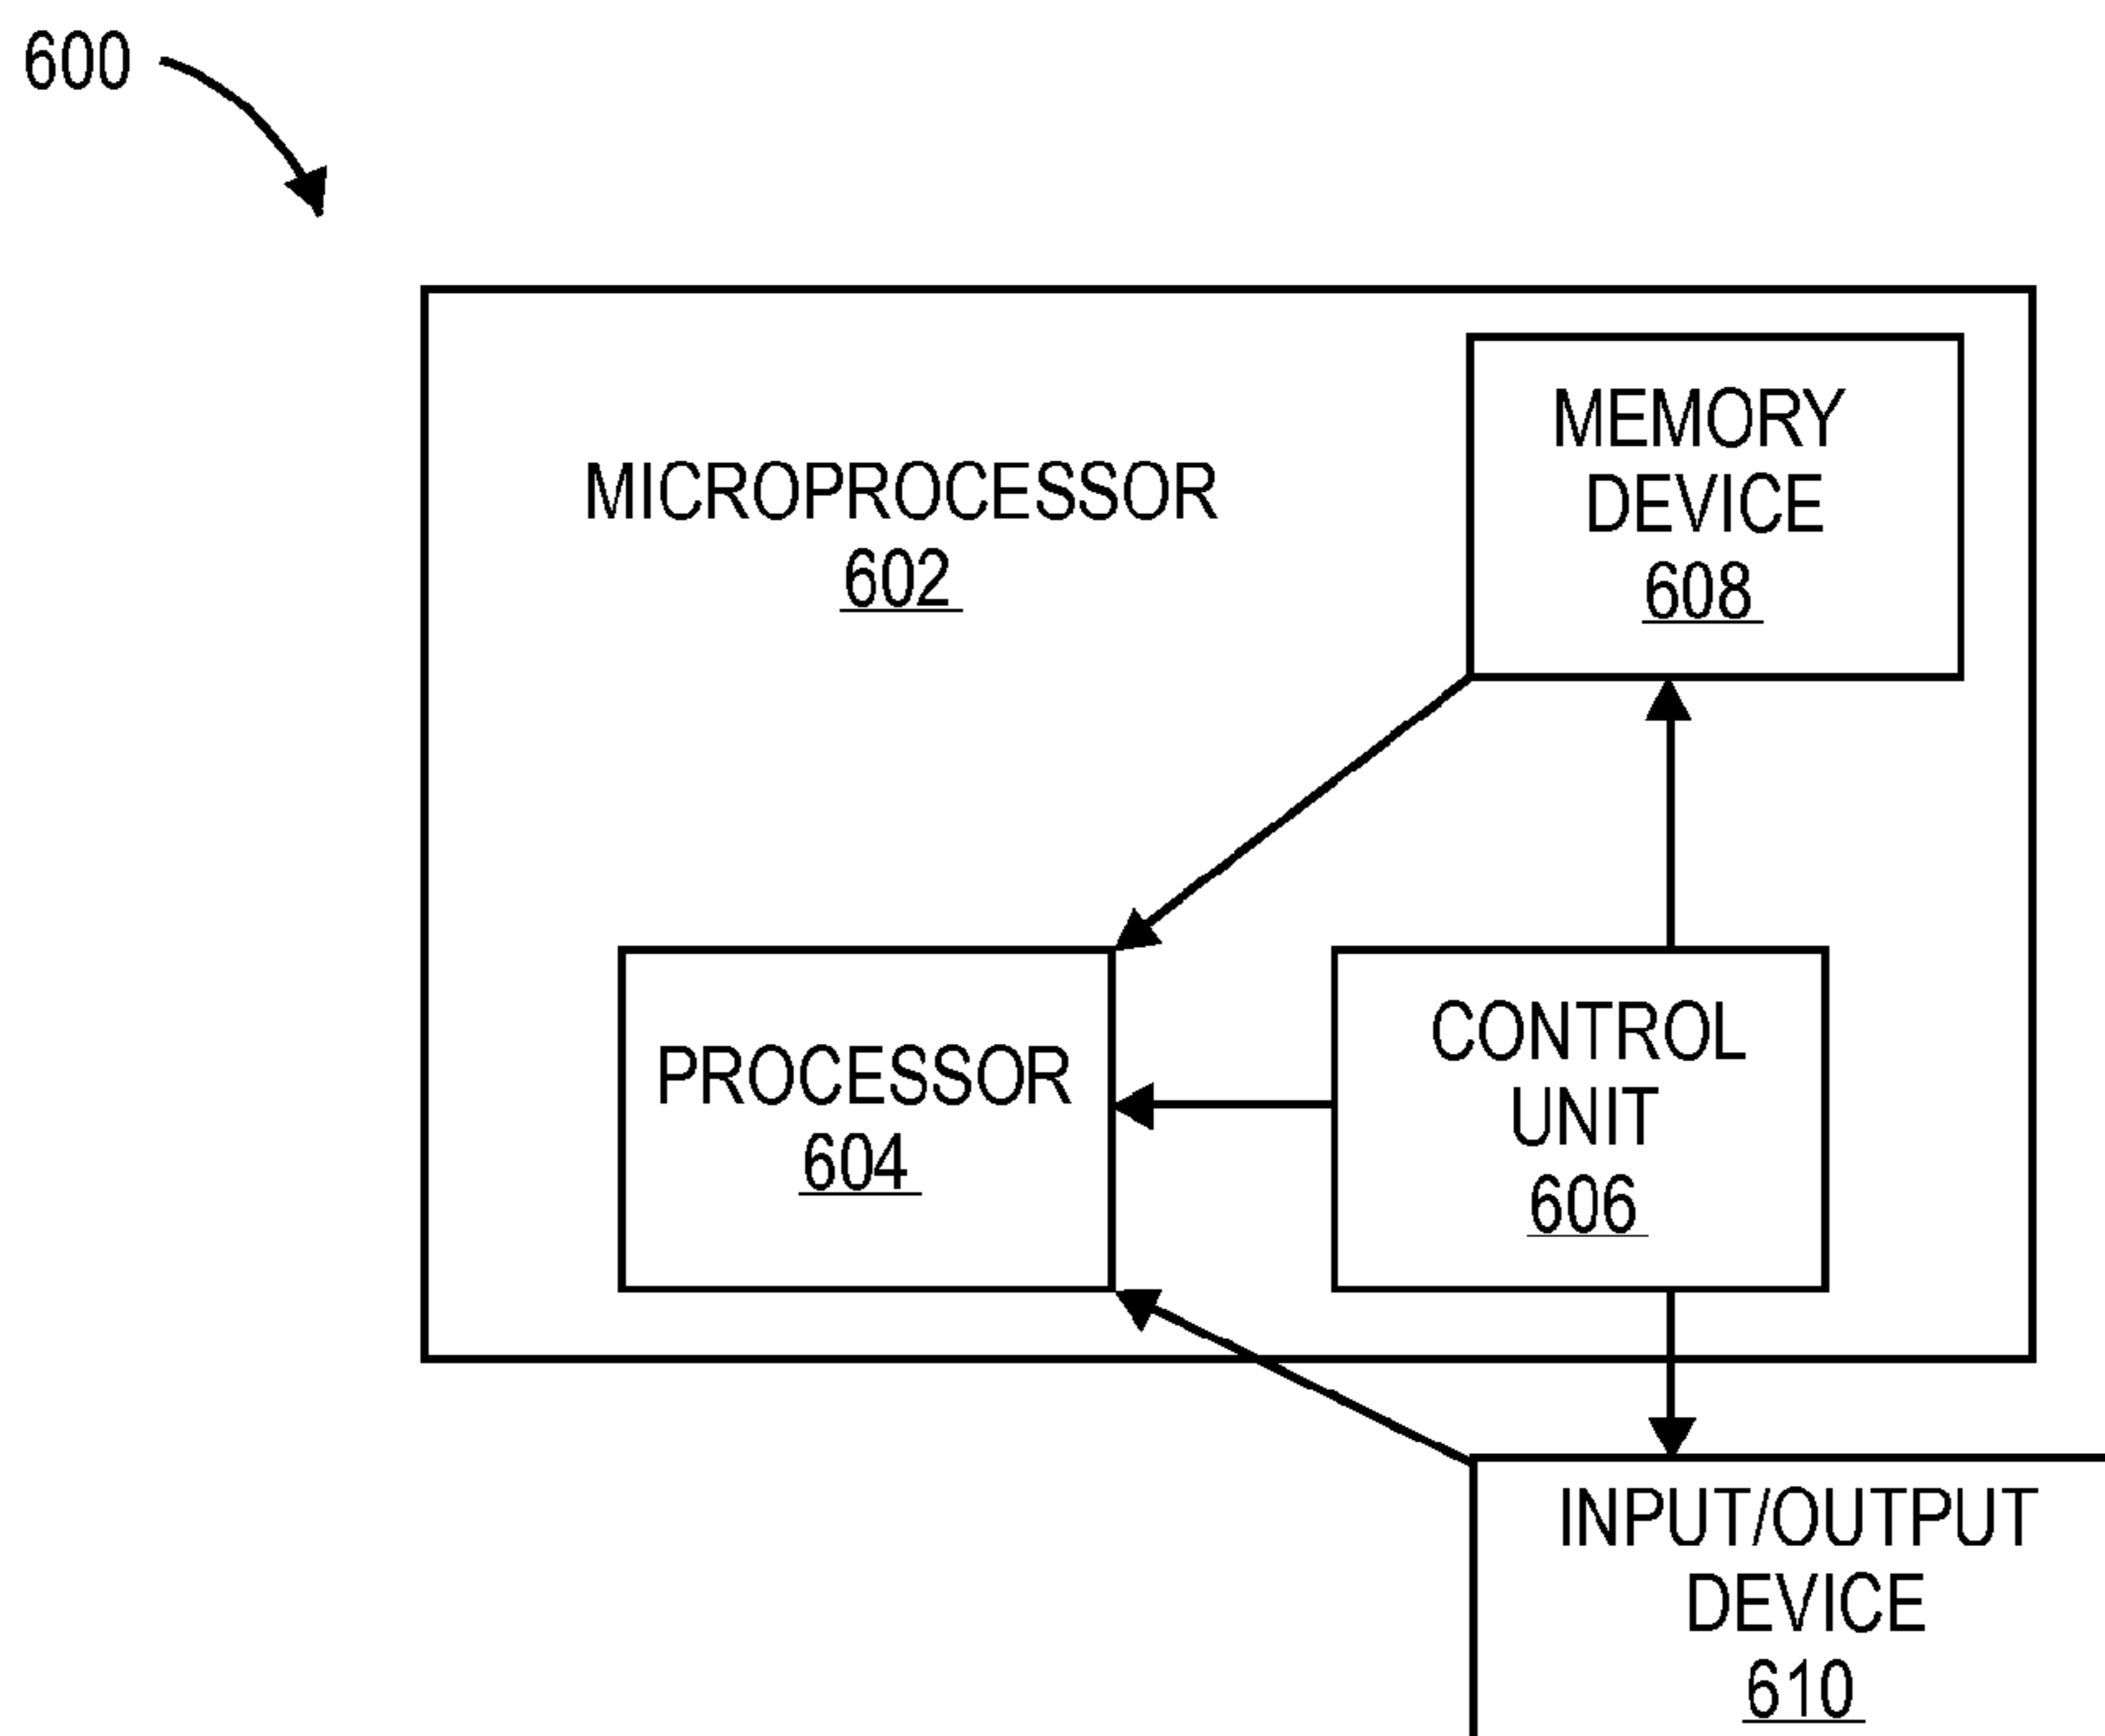 600
MICROPROCESSOR
602
MEMORY
DEVICE
608
PROCESSOR
604
CONTROL
UNIT
606
INPUT/OUTPUT
DEVICE
610